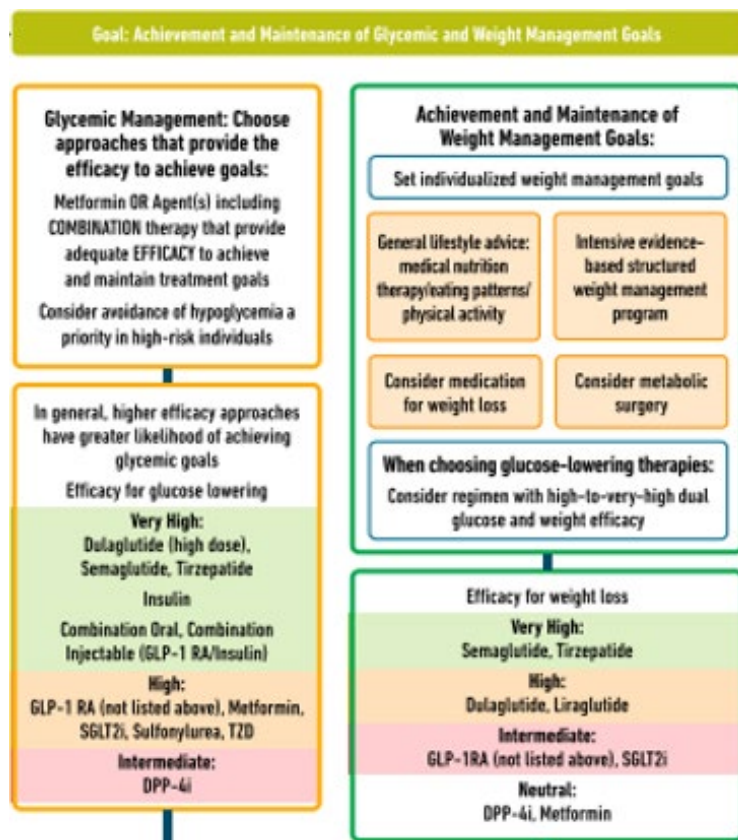 Goal: Achievement and Maintenance of Glycemic and Weight Management Goals
Glycemic Management: Choose
approaches that provide the
efficacy to achieve goals:
Metformin OR Agent(s) including
COMBINATION therapy that provide
adequate EFFICACY to achieve
and maintain treatment goals
Consider avoidance of hypoglycemia a
priority in high-risk individuals
In general, higher efficacy approaches
have greater likelihood of achieving
glycemic goals
Efficacy for glucose lowering
Very High:
Dulaglutide (high dose),
Semaglutide, Tirzepatide
Insulin
Combination Oral, Combination
Injectable (GLP-1 RA/Insulin)
High:
GLP-1 RA (not listed above), Metformin,
SGLT2i, Sulfonylurea, TZD
Intermediate:
DPP-4i
Achievement and Maintenance of
Weight Management Goals:
Set individualized weight management goals
General lifestyle advice:
medical nutrition
therapy/eating patterns/
physical activity
Intensive evidence-
based structured
weight management
program
Consider medication
for weight loss
Consider metabolic
surgery
When choosing glucose-lowering therapies:
Consider regimen with high-to-very-high dual
glucose and weight efficacy
Efficacy for weight loss
Very High:
Semaglutide, Tirzepatide
High:
Dulaglutide, Liraglutide
Intermediate:
GLP-1RA (not listed above), SGLT2i
Neutral:
DPP-4i, Metformin